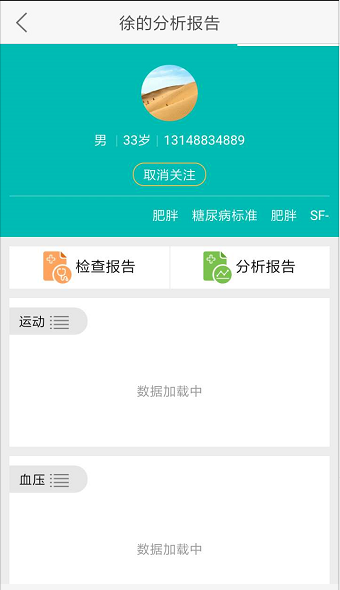 徐的分析报告
男 33岁 13148834889
取消关注
肥胖 糖尿病标准 肥胖 SF-
检查报告 分析报告
运动
数据加载中
血压
数据加载中